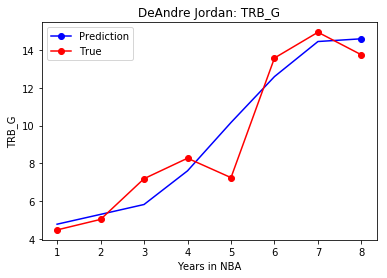 DeAndre Jordan: TRB_G
Prediction
True
14
12
10
8
6
4
TRB_G
1 2 3 4 5 6 7 8
Years in NBA